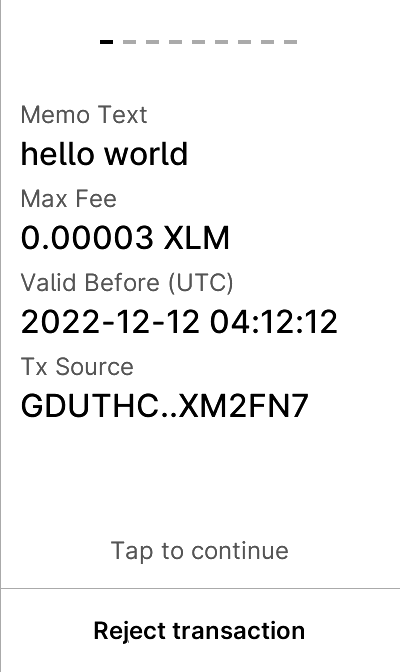 Memo Text
hello world
Max Fee
0.00003 XLM
Valid Before (UTC)
2022-12-12 04:12:12
Tx Source
GDUTHC..XM2FN7
Tap to continue
Reject transaction